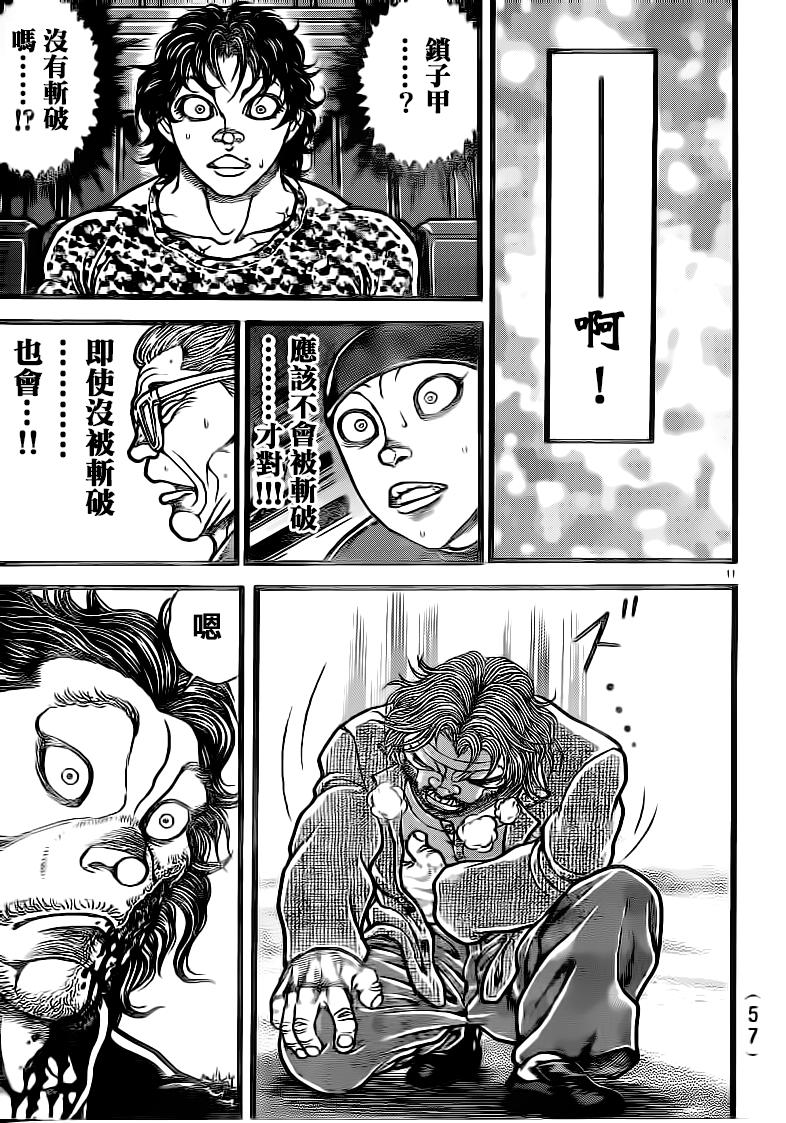 ——啊！
鎖子甲
……？
沒有斬破
嗎……!?
應該不會被斬破
………才對!!!
即使沒被斬破
………
也會…!!
11
ズ"…
嗯
(57)